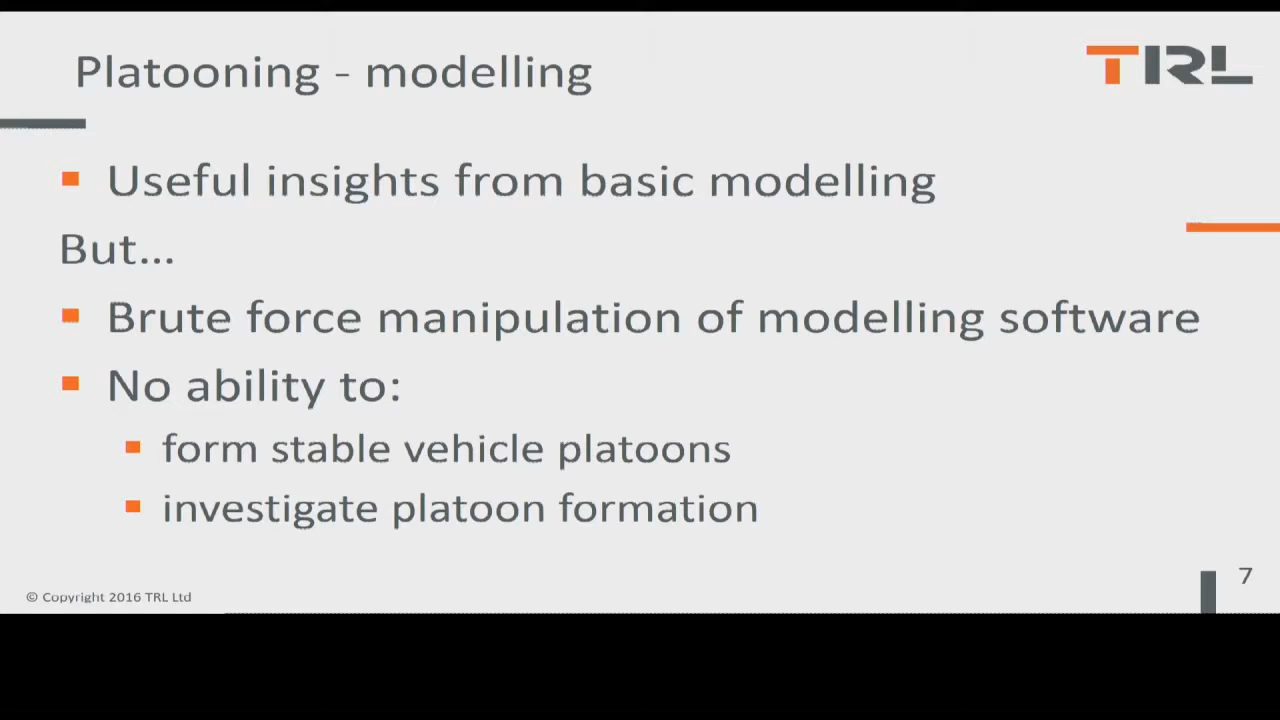 Platooning - modelling
TRL
Useful insights from basic modelling
But...
Brute force manipulation of modelling software
No ability to:
form stable vehicle platoons
investigate platoon formation
© Copyright 2016 TRL Ltd
7